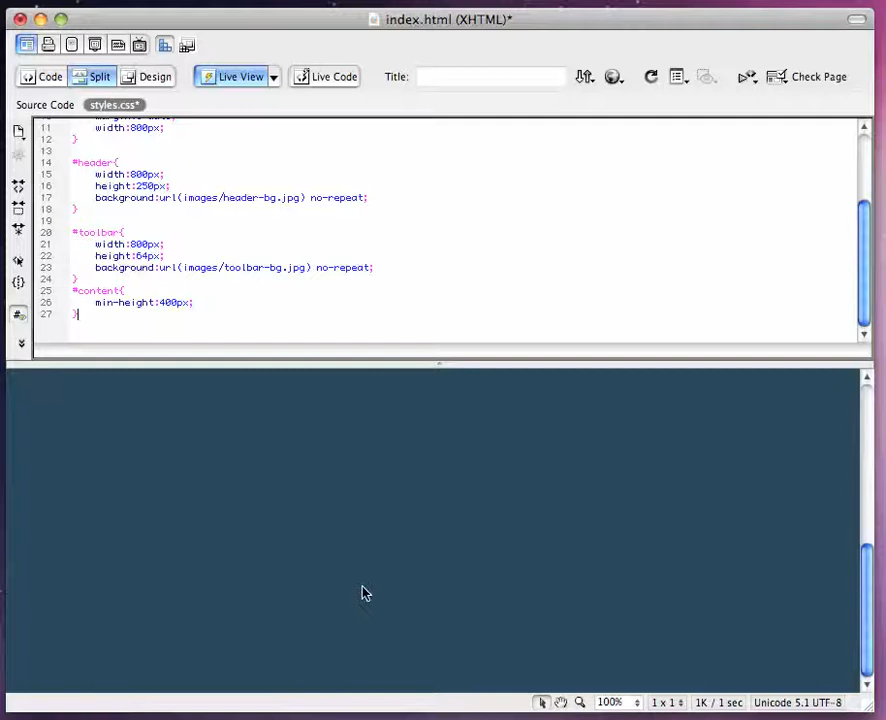 index.html (XHTML)*
Code Split Design Live View Live Code Title: Check Page
Source Code styles.css*
11 width:800px;
12 }
13
14 #header{
15 width:800px;
16 height:250px;
17 background:url(images/header-bg.jpg) no-repeat;
18 }
19
20 #toolbar{
21 width:800px;
22 height:64px;
23 background:url(images/toolbar-bg.jpg) no-repeat;
24 }
25 #content{
26 min-height:400px;
27 }
100% 1 x 1 1K / 1 sec Unicode 5.1 UTF-8